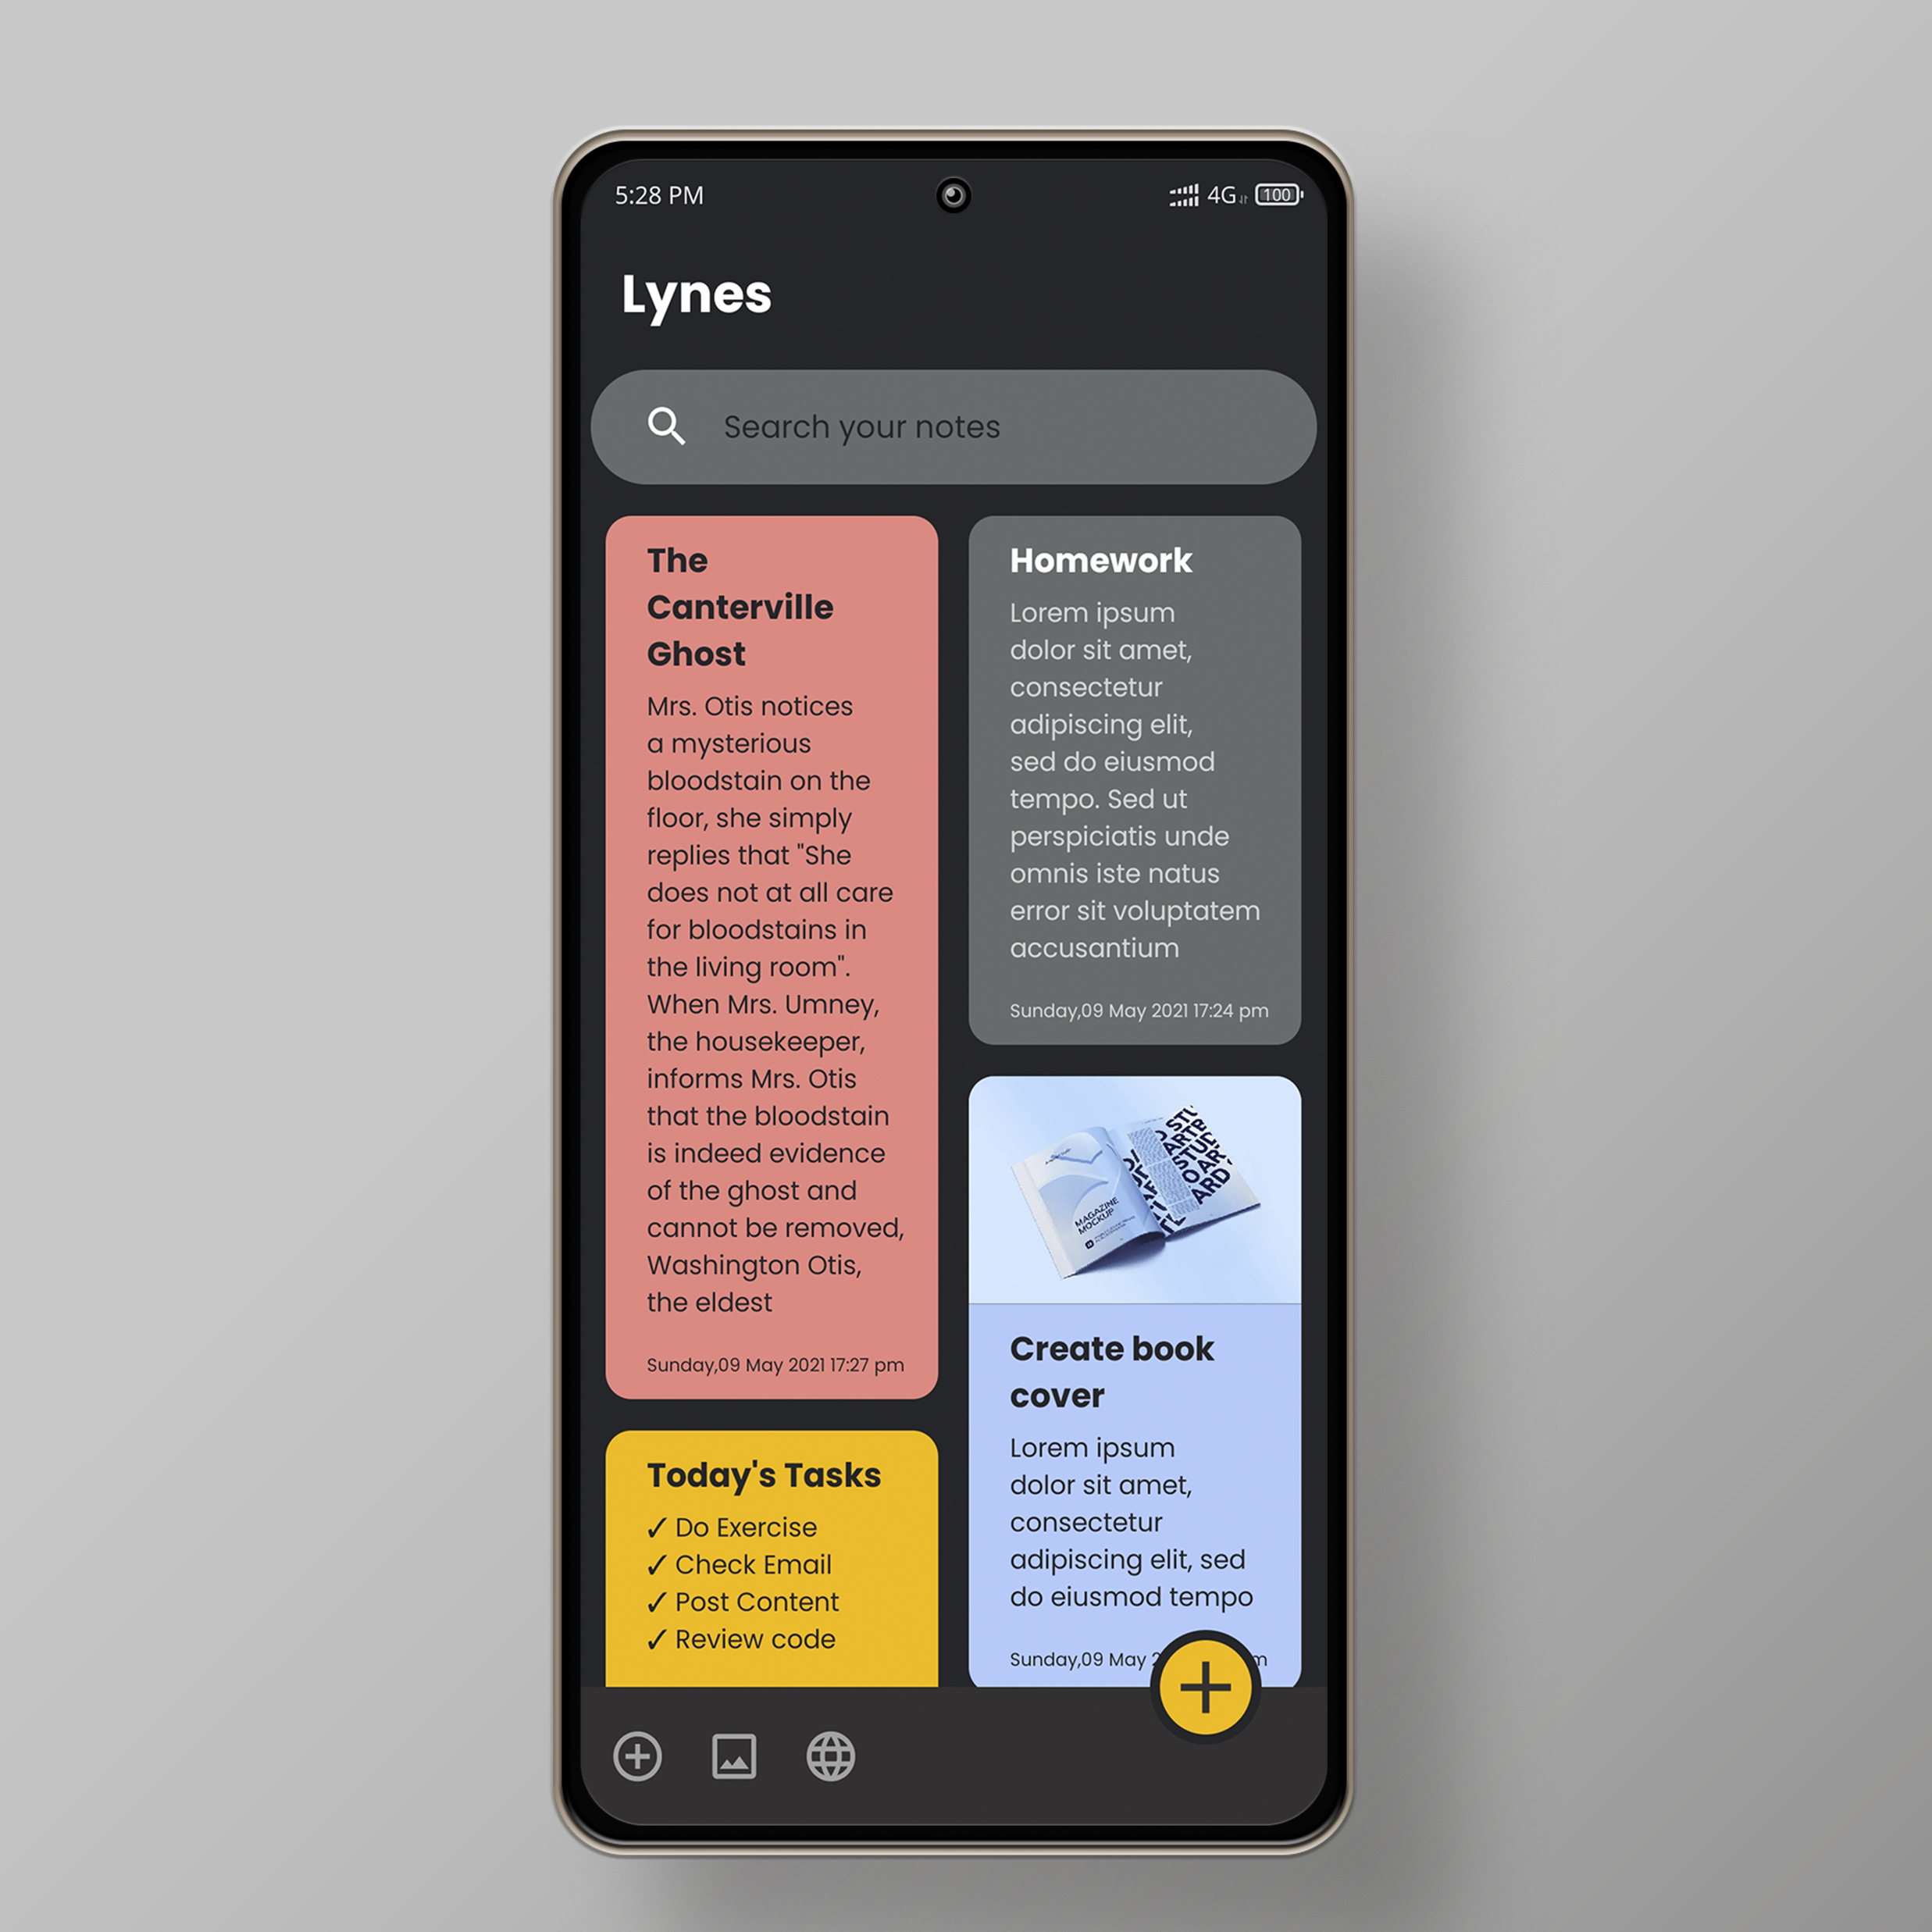 5:28 PM
4G
100
Lynes
Search your notes
The
Canterville
Ghost
Mrs. Otis notices
a mysterious
bloodstain on the
floor, she simply
replies that "She
does not at all care
for bloodstains in
the living room".
When Mrs. Umney,
the housekeeper,
informs Mrs. Otis
that the bloodstain
is indeed evidence
of the ghost and
cannot be removed,
Washington Otis,
the eldest
Sunday,09 May 2021 17:27 pm
Today's Tasks
✓ Do Exercise
✓ Check Email
✓ Post Content
✓ Review code
Homework
Lorem ipsum
dolor sit amet,
consectetur
adipiscing elit,
sed do eiusmod
tempo. Sed ut
perspiciatis unde
omnis iste natus
error sit voluptatem
accusantium
Sunday,09 May 2021 17:24 pm
MAGAZINE
MOCKUP
Create book
cover
Lorem ipsum
dolor sit amet,
consectetur
adipiscing elit, sed
do eiusmod tempo
Sunday,09 May